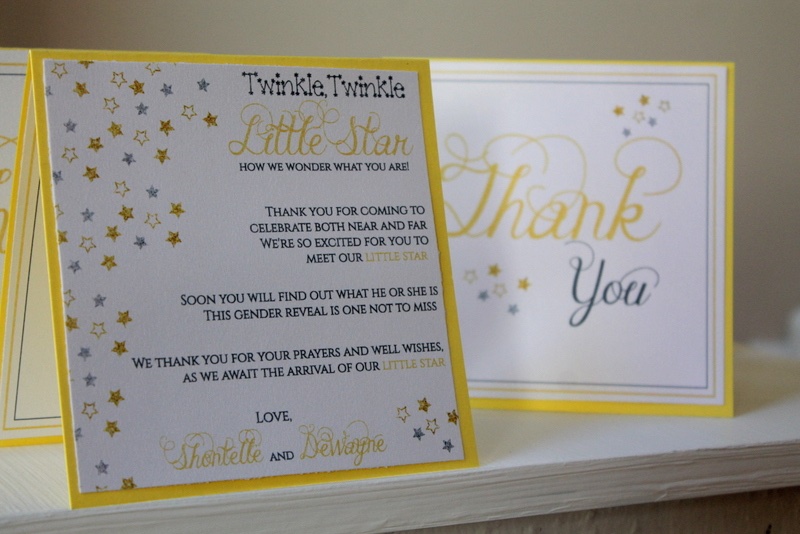 Twinkle, Twinkle
Little Star
HOW WE WONDER WHAT YOU ARE!
THANK YOU FOR COMING TO
CELEBRATE BOTH NEAR AND FAR
WE'RE SO EXCITED FOR YOU TO
MEET OUR LITTLE STAR
SOON YOU WILL FIND OUT WHAT HE OR SHE IS
THIS GENDER REVEAL IS ONE NOT TO MISS
WE THANK YOU FOR YOUR PRAYERS AND WELL WISHES,
AS WE AWAIT THE ARRIVAL OF OUR LITTLE STAR
LOVE,
Shontelle AND DeWayne
Thank
You